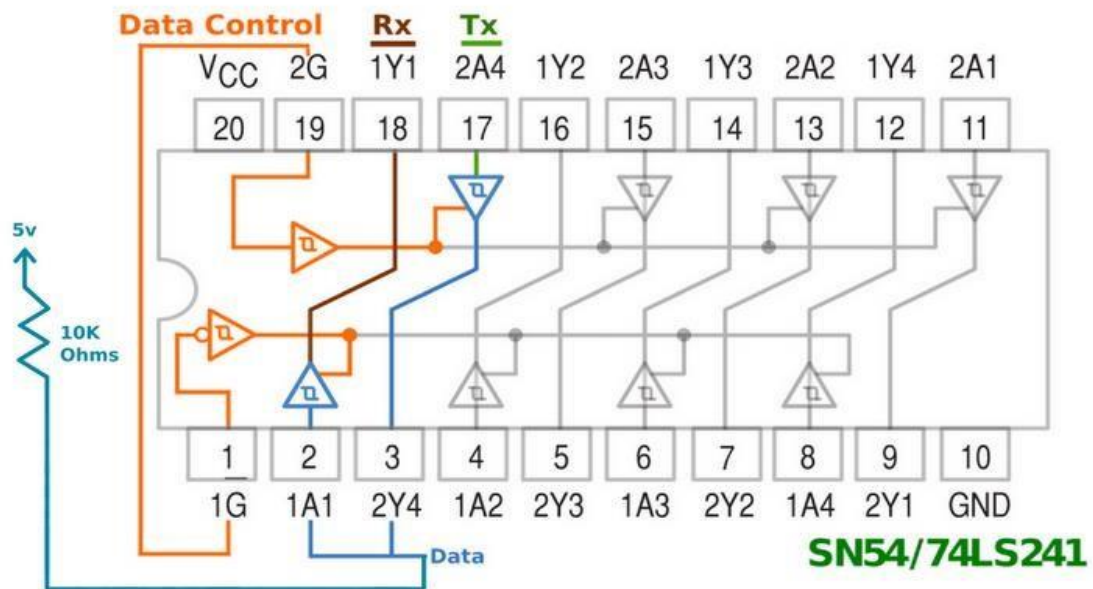 Data Control Rx Tx
VCC 2G 1Y1 2A4 1Y2 2A3 1Y3 2A2 1Y4 2A1
20 19 18 17 16 15 14 13 12 11
5v
10K
Ohms
1 2 3 4 5 6 7 8 9 10
1G 1A1 2Y4 1A2 2Y3 1A3 2Y2 1A4 2Y1 GND
Data
SN54/74LS241